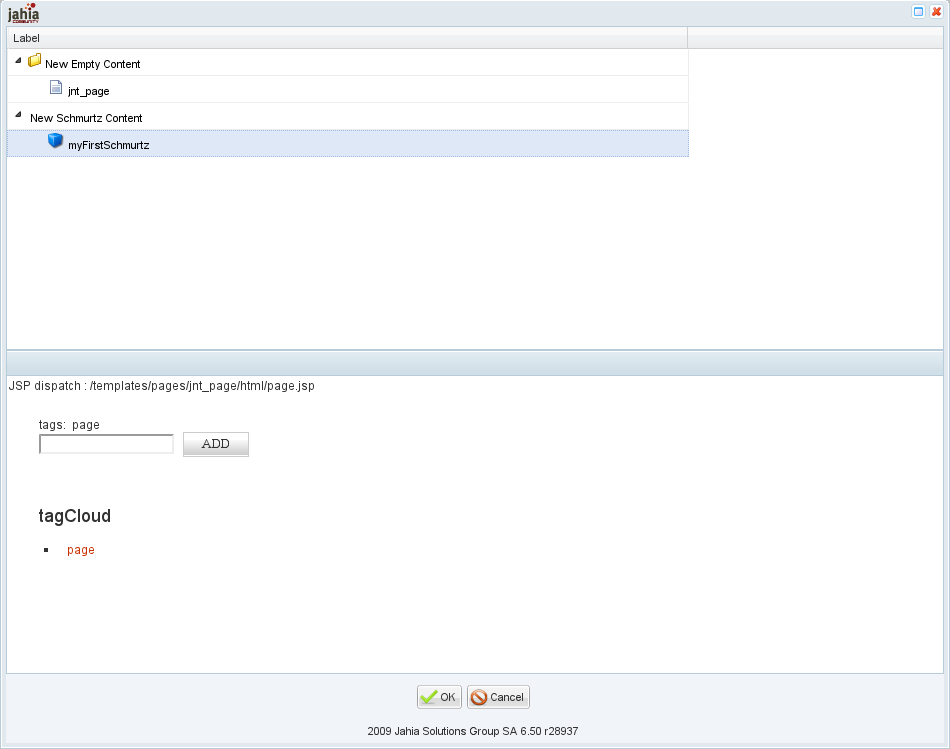 jahia
COMMUNITY
Label
New Empty Content
jnt_page
New Schmurtz Content
myFirstSchmurtz
JSP dispatch : /templates/pages/jnt_page/html/page.jsp
tags: page
ADD
tagCloud
page
OK Cancel
2009 Jahia Solutions Group SA 6.50 r28937